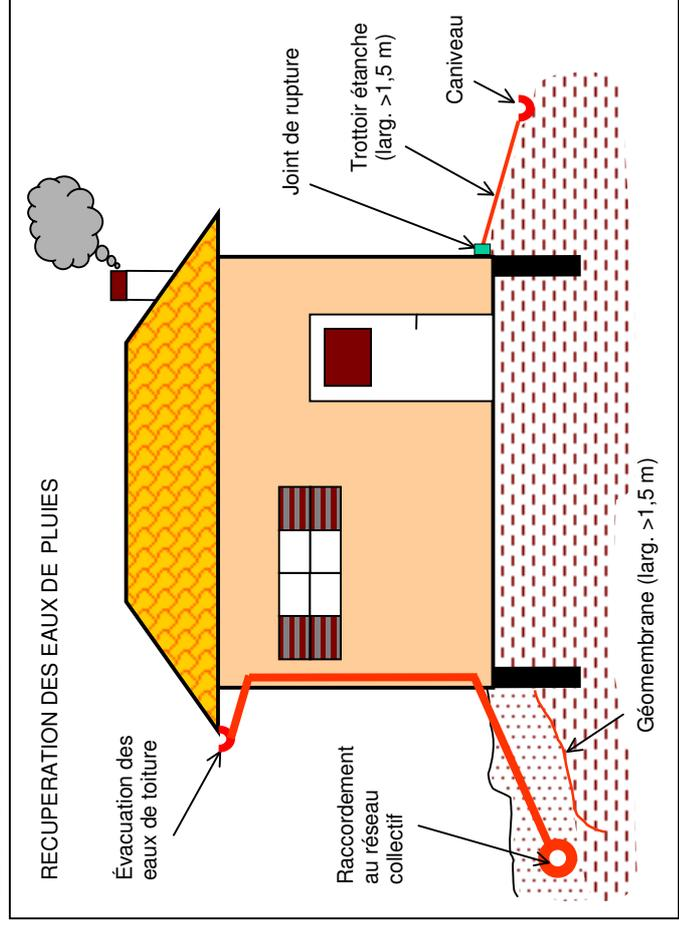 RECUPERATION DES EAUX DE PLUIES
Évacuation des
eaux de toiture
Raccordement
au réseau
collectif
Joint de rupture
Trottoir étanche
(larg. >1,5 m)
Caniveau
Géomembrane (larg. >1,5 m)